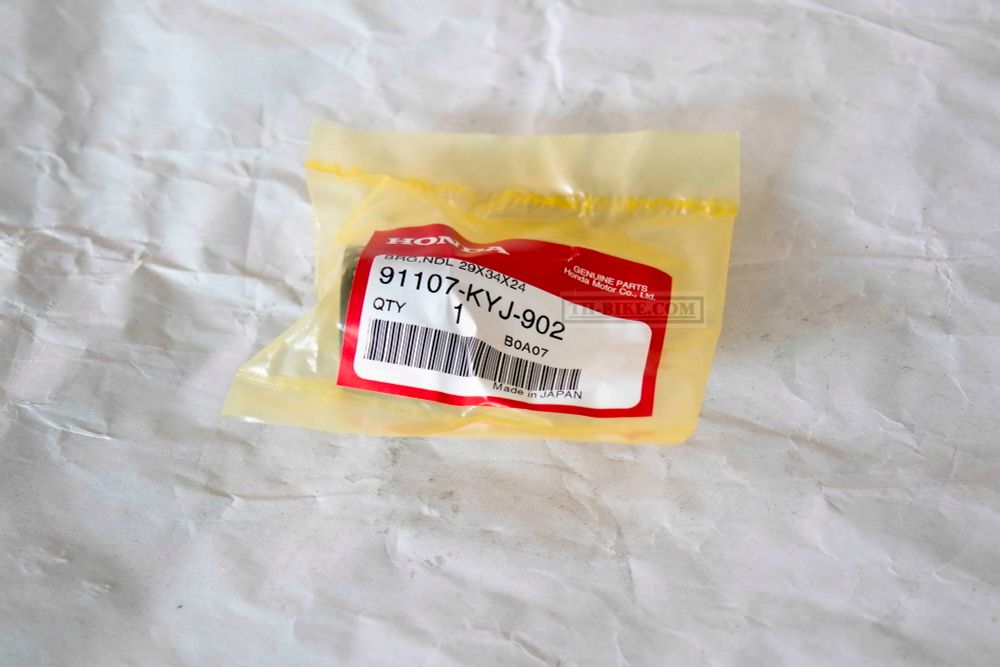 HONDA
GENUINE PARTS
Honda Motor Co., Ltd.
BRG,NDL 29X34X24
91107-KYJ-902
QTY 1
B0A07
Made in JAPAN
TH-BIKE.COM